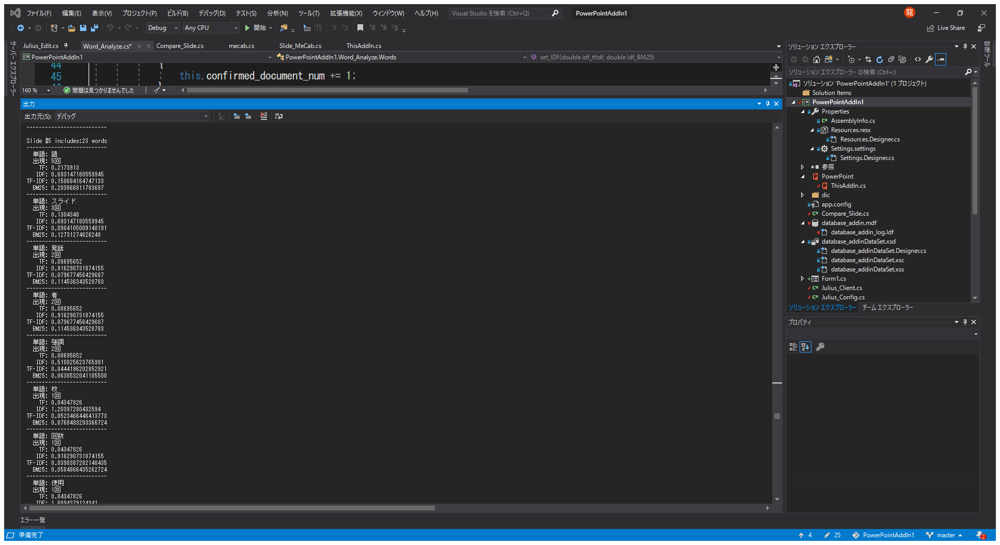 ファイル(F) 編集(E) 表示(V) プロジェクト(P) ビルド(B) デバッグ(D) テスト(S) 分析(N) ツール(T) 拡張機能(X) ウィンドウ(W) ヘルプ(H) Visual Studio を検索 (Ctrl+Q) PowerPointAddIn1 龍
Debug Any CPU 開始 Live Share
サーバー エクスプローラー
Julius_Edit.cs Word_Analyze.cs* Compare_Slide.cs mecab.cs Slide_MeCab.cs ThisAddIn.cs
PowerPointAddIn1 PowerPointAddIn1.Word_Analyze.Words set_IDF(double idf_tfidf, double idf_BM25)
44 {
45 this.confirmed_document_num += 1;
160 % 問題は見つかりませんでした
出力
出力元(S): デバッグ
--------------------------
Slide #5 includes:23 words
--------------------------
単語: 語
出現: 5回
TF: 0.2173913
IDF: 0.693147180559945
TF-IDF: 0.150684164747133
BM25: 0.203866811783697
--------------------------
単語: スライド
出現: 3回
TF: 0.1304348
IDF: 0.693147180559945
TF-IDF: 0.0904105009140191
BM25: 0.12731274626248
--------------------------
単語: 発話
出現: 2回
TF: 0.08695652
IDF: 0.916290731874155
TF-IDF: 0.079677456429687
BM25: 0.114536343528783
--------------------------
単語: 者
出現: 2回
TF: 0.08695652
IDF: 0.916290731874155
TF-IDF: 0.079677456429687
BM25: 0.114536343528783
--------------------------
単語: 強調
出現: 2回
TF: 0.08695652
IDF: 0.510825623765991
TF-IDF: 0.0444196202852921
BM25: 0.0638532041105508
--------------------------
単語: 枚
出現: 1回
TF: 0.04347826
IDF: 1.20397280432594
TF-IDF: 0.0523466446413773
BM25: 0.0768493293366724
--------------------------
単語: 回数
出現: 1回
TF: 0.04347826
IDF: 0.916290731874155
TF-IDF: 0.0398387282148435
BM25: 0.0584866435262724
--------------------------
単語: 使用
出現: 1回
TF: 0.04347826
IDF: 1.6094379124341
エラー一覧
ソリューション エクスプローラー
ソリューション エクスプローラー の検索 (Ctrl+:)
ソリューション 'PowerPointAddIn1' (1 プロジェクト)
Solution Items
PowerPointAddIn1
Properties
AssemblyInfo.cs
Resources.resx
Resources.Designer.cs
Settings.settings
Settings.Designer.cs
参照
PowerPoint
ThisAddIn.cs
dic
app.config
Compare_Slide.cs
database_addin.mdf
database_addin_log.ldf
database_addinDataSet.xsd
database_addinDataSet.Designer.cs
database_addinDataSet.xsc
database_addinDataSet.xss
Form1.cs
Julius_Client.cs
Julius_Config.cs
ソリューション エクスプローラー チーム エクスプローラー
プロパティ
診断ツール
準備完了 4 25 PowerPointAddIn1 master 2